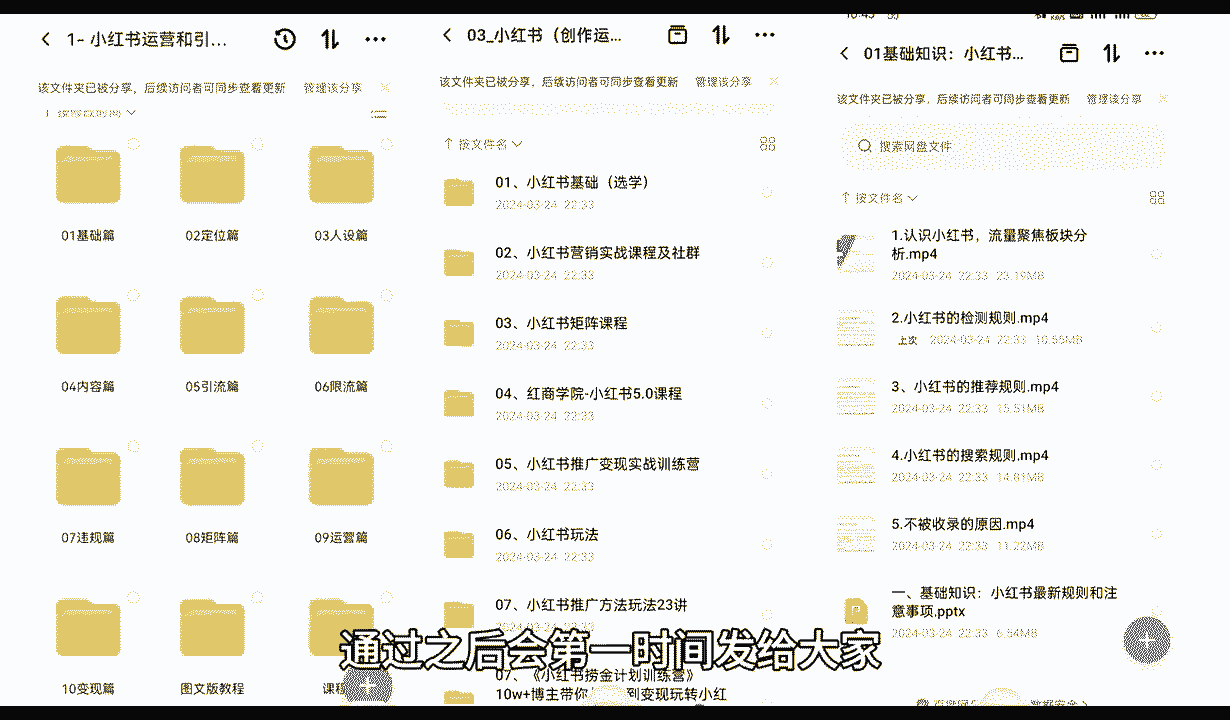 1~ 小红书运营和引...
该文件夹已被分享，后续访问者可同步查看更新 管理该分享
01基础篇
02定位篇
03人设篇
04内容篇
05引流篇
06限流篇
07违规篇
08矩阵篇
09运营篇
10变现篇
图文版教程
课程
03_小红书（创作运...
该文件夹已被分享，后续访问者可同步查看更新 管理该分享
按文件名
01、小红书基础（选学）
2024-03-24 22:33
02、小红书营销实战课程及社群
2024-03-24 22:33
03、小红书矩阵课程
2024-03-24 22:33
04、红商学院-小红书5.0课程
2024-03-24 22:33
05、小红书推广变现实战训练营
2024-03-24 22:33
06、小红书玩法
2024-03-24 22:33
07、小红书推广方法玩法23讲
07、《小红书捞金计划训练营》
10w+博主带你 到变现玩转小红
01基础知识：小红书...
该文件夹已被分享，后续访问者可同步查看更新 管理该分享
搜索网盘文件
按文件名
1.认识小红书，流量聚焦板块分
析.mp4
2024-03-24 22:33 23.19MB
2.小红书的检测规则.mp4
上次 2024-03-24 22:33 10.55MB
3、小红书的推荐规则.mp4
2024-03-24 22:33 15.51MB
4.小红书的搜索规则.mp4
2024-03-24 22:33 14.81MB
5.不被收录的原因.mp4
2024-03-24 22:33 11.22MB
一、基础知识：小红书最新规则和注
意事项.pptx
2024-03-24 22:33 6.54MB
通过之后会第一时间发给大家